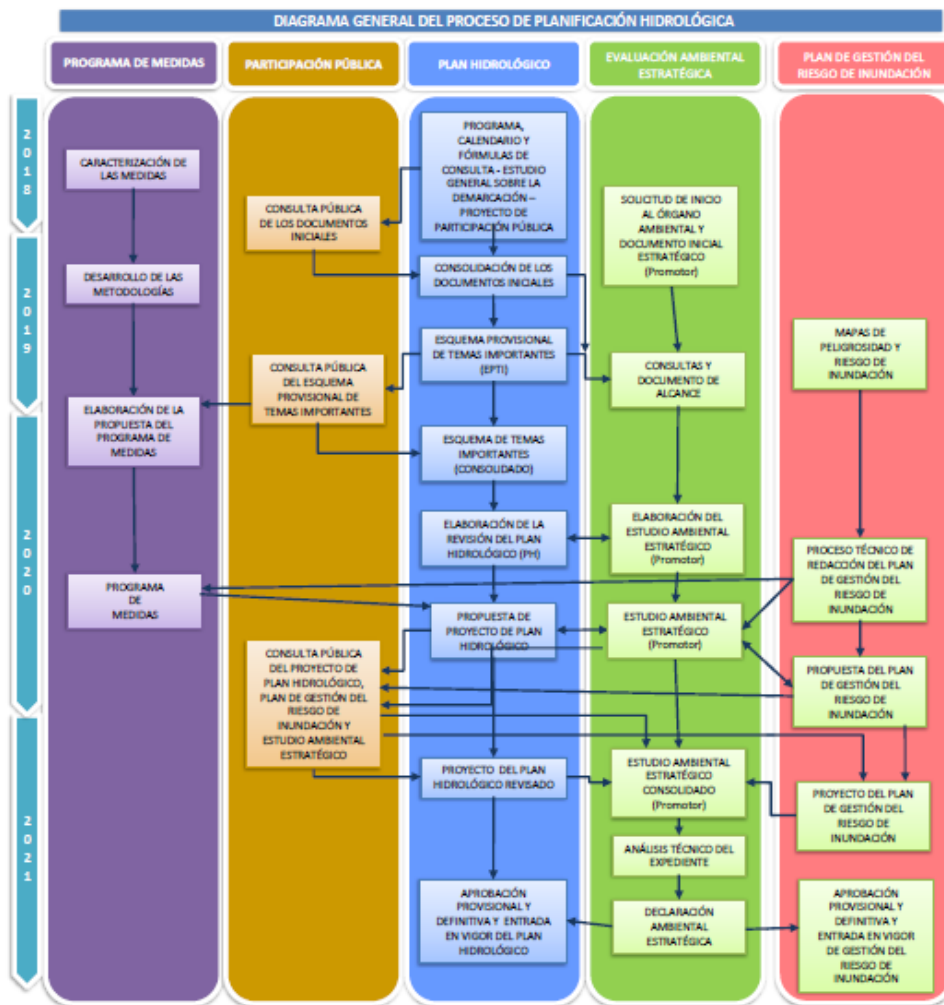 DIAGRAMA GENERAL DEL PROCESO DE PLANIFICACIÓN HIDROLÓGICA
PROGRAMA DE MEDIDAS
PARTICIPACIÓN PÚBLICA
PLAN HIDROLÓGICO
EVALUACIÓN AMBIENTAL
ESTRATÉGICA
PLAN DE GESTIÓN DEL
RIESGO DE INUNDACIÓN
2018
2019
2020
2021
CARACTERIZACIÓN DE
LAS MEDIDAS
DESARROLLO DE LAS
METODOLOGÍAS
ELABORACIÓN DE LA
PROPUESTA DEL
PROGRAMA DE
MEDIDAS
PROGRAMA
DE
MEDIDAS
CONSULTA PÚBLICA
DE LOS DOCUMENTOS
INICIALES
CONSULTA PÚBLICA
DEL ESQUEMA
PROVISIONAL DE
TEMAS IMPORTANTES
CONSULTA PÚBLICA
DEL PROYECTO DE
PLAN HIDROLÓGICO,
PLAN DE GESTIÓN DEL
RIESGO DE
INUNDACIÓN Y
ESTUDIO AMBIENTAL
ESTRATÉGICO
PROGRAMA,
CALENDARIO Y
FÓRMULAS DE
CONSULTA - ESTUDIO
GENERAL SOBRE LA
DEMARCACIÓN –
PROYECTO DE
PARTICIPACIÓN PÚBLICA
CONSOLIDACIÓN DE LOS
DOCUMENTOS INICIALES
ESQUEMA PROVISIONAL
DE TEMAS IMPORTANTES
(EPTI)
ESQUEMA DE TEMAS
IMPORTANTES
(CONSOLIDADO)
ELABORACIÓN DE LA
REVISIÓN DEL PLAN
HIDROLÓGICO (PH)
PROPUESTA DE
PROYECTO DE PLAN
HIDROLÓGICO
PROYECTO DEL PLAN
HIDROLÓGICO REVISADO
APROBACIÓN
PROVISIONAL Y
DEFINITIVA Y ENTRADA
EN VIGOR DEL PLAN
HIDROLÓGICO
SOLICITUD DE INICIO
AL ÓRGANO
AMBIENTAL Y
DOCUMENTO INICIAL
ESTRATÉGICO
(Promotor)
CONSULTAS Y
DOCUMENTO DE
ALCANCE
ELABORACIÓN DEL
ESTUDIO AMBIENTAL
ESTRATÉGICO
(Promotor)
ESTUDIO AMBIENTAL
ESTRATÉGICO
(Promotor)
ESTUDIO AMBIENTAL
ESTRATÉGICO
CONSOLIDADO
(Promotor)
ANÁLISIS TÉCNICO DEL
EXPEDIENTE
DECLARACIÓN
AMBIENTAL
ESTRATÉGICA
MAPAS DE
PELIGROSIDAD Y
RIESGO DE
INUNDACIÓN
PROCESO TÉCNICO DE
REDACCIÓN DEL PLAN
DE GESTIÓN DEL
RIESGO DE
INUNDACIÓN
PROPUESTA DEL PLAN
DE GESTIÓN DEL
RIESGO DE
INUNDACIÓN
PROYECTO DEL PLAN
DE GESTIÓN DEL
RIESGO DE
INUNDACIÓN
APROBACIÓN
PROVISIONAL Y
DEFINITIVA Y
ENTRADA EN VIGOR
DE GESTIÓN DEL
RIESGO DE
INUNDACIÓN